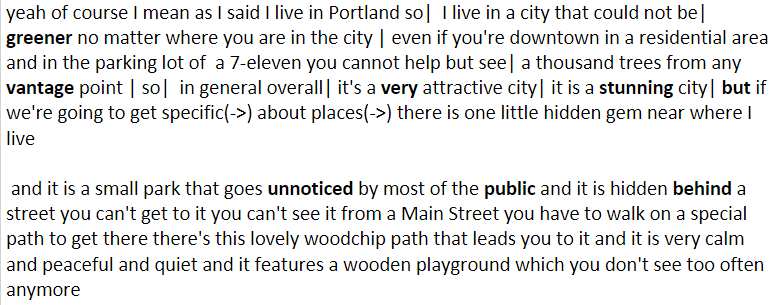 yeah of course I mean as I said I live in Portland so|  I live in a city that could not be|
greener no matter where you are in the city | even if you're downtown in a residential area
and in the parking lot of  a 7-eleven you cannot help but see| a thousand trees from any
vantage point | so|  in general overall| it's a very attractive city| it is a stunning city| but if
we're going to get specific(->) about places(->) there is one little hidden gem near where I
live

and it is a small park that goes unnoticed by most of the public and it is hidden behind a
street you can't get to it you can't see it from a Main Street you have to walk on a special
path to get there there's this lovely woodchip path that leads you to it and it is very calm
and peaceful and quiet and it features a wooden playground which you don't see too often
anymore